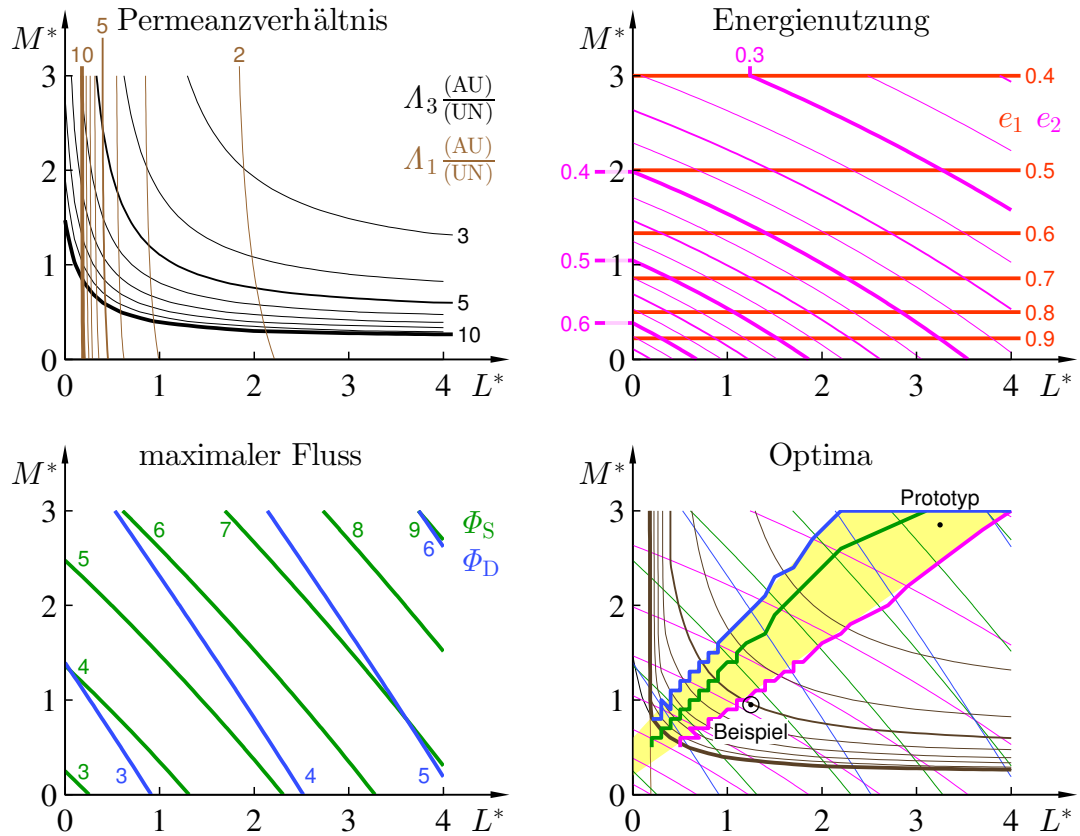 Permeanzverhältnis
M*
3
2
1
0
0 1 2 3 4 L*
10 5 2
Λ₃ (AU)/(UN)
Λ₁ (AU)/(UN)
3
5
10
Energienutzung
M*
3
2
1
0
0 1 2 3 4 L*
0.3
0.4
0.5
0.6
e₁ e₂
0.4
0.5
0.6
0.7
0.8
0.9
maximaler Fluss
M*
3
2
1
0
0 1 2 3 4 L*
6 7 8 9
5
4
3
Φ_S
Φ_D
6
3 4 5
Optima
M*
3
2
1
0
0 1 2 3 4 L*
Prototyp
Beispiel